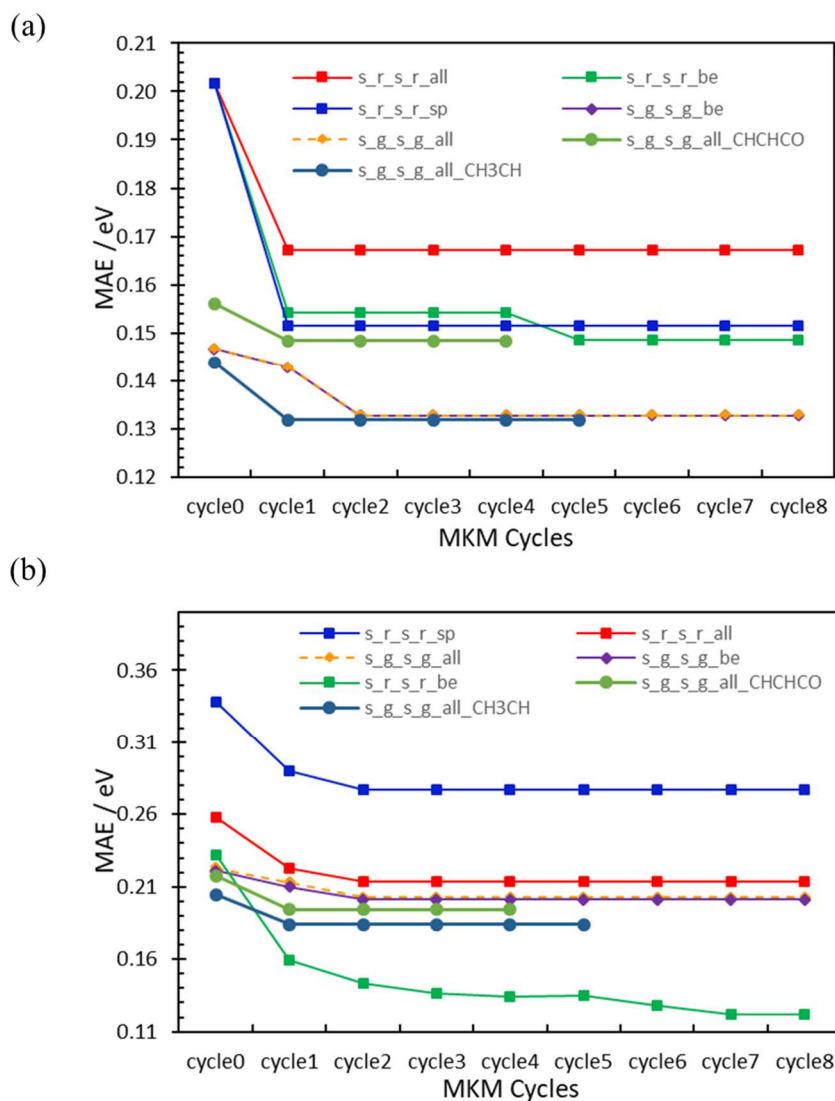 (a)
0.21
0.20
0.19
0.18
0.17
0.16
0.15
0.14
0.13
0.12
MAE / eV
s_r_s_r_all s_r_s_r_be
s_r_s_r_sp s_g_s_g_be
s_g_s_g_all s_g_s_g_all_CHCHCO
s_g_s_g_all_CH3CH
cycle0 cycle1 cycle2 cycle3 cycle4 cycle5 cycle6 cycle7 cycle8
MKM Cycles
(b)
0.36
0.31
0.26
0.21
0.16
0.11
MAE / eV
s_r_s_r_sp s_r_s_r_all
s_g_s_g_all s_g_s_g_be
s_r_s_r_be s_g_s_g_all_CHCHCO
s_g_s_g_all_CH3CH
cycle0 cycle1 cycle2 cycle3 cycle4 cycle5 cycle6 cycle7 cycle8
MKM Cycles